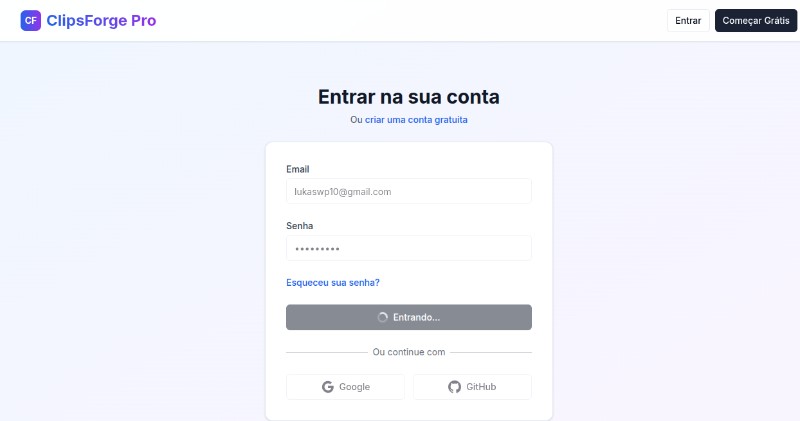 CF ClipsForge Pro
Entrar
Começar Grátis
Entrar na sua conta
Ou criar uma conta gratuita
Email
lukaswp10@gmail.com
Senha
•••••••••
Esqueceu sua senha?
Entrando...
Ou continue com
Google
GitHub